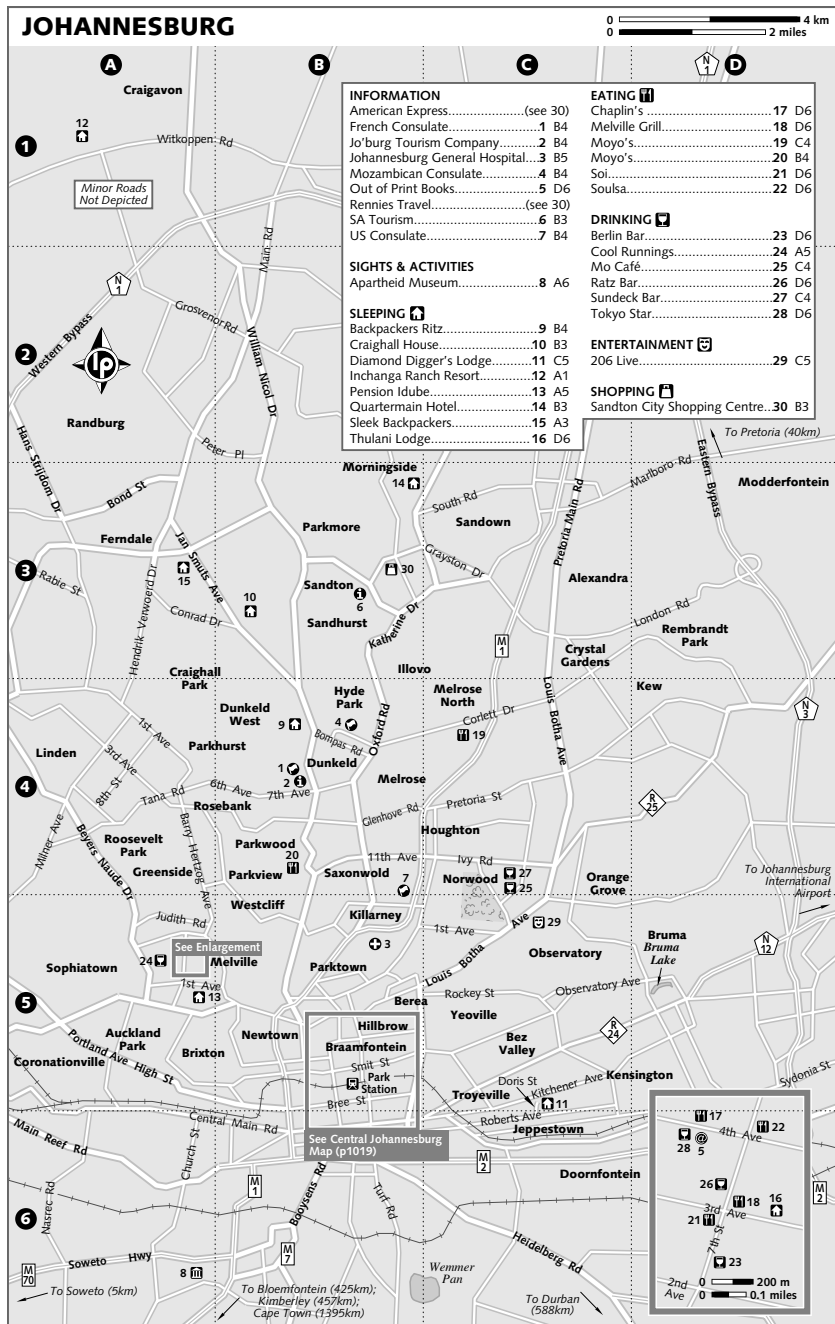 JOHANNESBURG
0 4 km
0 2 miles
A B C D
1
2
3
4
5
6
INFORMATION
American Express......................(see 30)
French Consulate......................1 B4
Jo'burg Tourism Company.........2 B4
Johannesburg General Hospital...3 B5
Mozambican Consulate.............4 B4
Out of Print Books.....................5 D6
Rennies Travel...........................(see 30)
SA Tourism................................6 B3
US Consulate.............................7 B4
SIGHTS & ACTIVITIES
Apartheid Museum....................8 A6
SLEEPING
Backpackers Ritz........................9 B4
Craighall House........................10 B3
Diamond Digger's Lodge..........11 C5
Inchanga Ranch Resort.............12 A1
Pension Idube..........................13 A5
Quartermain Hotel...................14 B3
Sleek Backpackers....................15 A3
Thulani Lodge..........................16 D6
EATING
Chaplin's .................................17 D6
Melville Grill............................18 D6
Moyo's....................................19 C4
Moyo's....................................20 B4
Soi..........................................21 D6
Soulsa.....................................22 D6
DRINKING
Berlin Bar................................23 D6
Cool Runnings.........................24 A5
Mo Café..................................25 C4
Ratz Bar..................................26 D6
Sundeck Bar............................27 C4
Tokyo Star...............................28 D6
ENTERTAINMENT
206 Live..................................29 C5
SHOPPING
Sandton City Shopping Centre..30 B3
N
1
Craigavon
12
Witkoppen Rd
Minor Roads
Not Depicted
Main Rd
N
1
Grosvenor Rd
Western Bypass
lp
William Nicol Dr
Randburg
Hans Strijdom Dr
Peter Pl
To Pretoria (40km)
Eastern Bypass
Marlboro Rd
Modderfontein
Morningside
14
Bond St
South Rd
Sandown
Pretoria Main Rd
Parkmore
Ferndale
Jan Smuts Ave
Grayston Dr
30
Rabie St
15
Sandton
6
Alexandra
10
Sandhurst
Hendrik Verwoerd Dr
Conrad Dr
Katherine Dr
London Rd
Rembrandt
Park
M
1
Crystal
Gardens
Illovo
Craighall
Park
Kew
Hyde
Park
Melrose
North
Louis Botha Ave
N
3
Dunkeld
West
9
4
Oxford Rd
Corlett Dr
1st Ave
19
Bompas Rd
Parkhurst
Linden
3rd Ave
Dunkeld
1
2
8th St
6th Ave
7th Ave
Melrose
Tana Rd
Rosebank
Pretoria St
R
25
Glenhove Rd
Milner Ave
Beyers Naude Dr
Barry Hertzog Ave
Houghton
Roosevelt
Park
Parkwood
20
11th Ave
Ivy Rd
Greenside
Parkview
Saxonwold
7
Norwood
27
25
Orange
Grove
To Johannesburg
International
Airport
Westcliff
Killarney
Judith Rd
1st Ave
Louis Botha Ave
29
Bruma
Bruma
Lake
N
12
See Enlargement
3
24
Sophiatown
Melville
Parktown
Observatory
1st Ave
13
Berea
Rockey St
Observatory Ave
Yeoville
Auckland
Park
Newtown
Hillbrow
Braamfontein
Bez
Valley
R
24
Coronationville
Portland Ave High St
Brixton
Smit St
Park
Station
Doris St
Kitchener Ave
Kensington
Sydonia St
Troyeville
11
Bree St
Central Main Rd
Roberts Ave
Jeppestown
Main Reef Rd
Church St
See Central Johannesburg
Map (p1019)
M
2
Doornfontein
M
1
Nasrec Rd
Booysens Rd
Turf Rd
Soweto Hwy
M
7
Heidelberg Rd
M
70
8
Wemmer
Pan
To Soweto (5km)
To Bloemfontein (425km);
Kimberley (457km);
Cape Town (1395km)
To Durban
(588km)
17
4th Ave
22
28
@
5
26
18
16
3rd Ave
21
7th St
23
2nd
Ave
0 200 m
0 0.1 miles
M
2